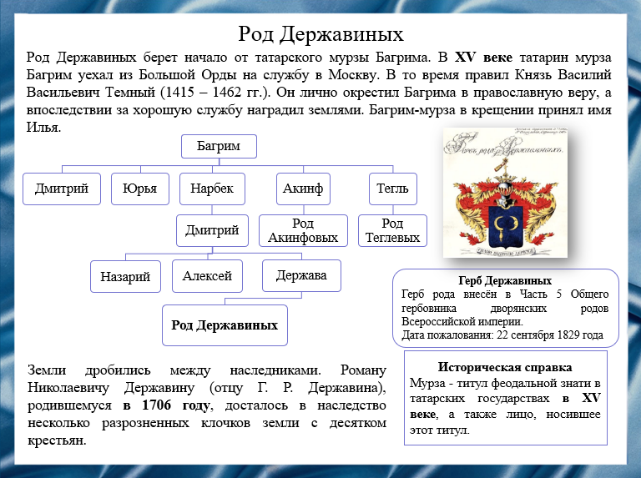 Род Державиных
Род Державиных берет начало от татарского мурзы Багрима. В XV веке татарин мурза
Багрим уехал из Большой Орды на службу в Москву. В то время правил Князь Василий
Васильевич Темный (1415 – 1462 гг.). Он лично окрестил Багрима в православную веру, а
впоследствии за хорошую службу наградил землями. Багрим-мурза в крещении принял имя
Илья.
Багрим
Дмитрий
Юрья
Нарбек
Акинф
Тегль
Дмитрий
Род
Акинфовых
Род
Теглевых
Назарий
Алексей
Держава
Род Державиных
Герб Державиных
Герб рода внесён в Часть 5 Общего
гербовника дворянских родов
Всероссийской империи.
Дата пожалования: 22 сентября 1829 года
Земли дробились между наследниками. Роману
Николаевичу Державину (отцу Г. Р. Державина),
родившемуся в 1706 году, досталось в наследство
несколько разрозненных клочков земли с десятком
крестьян.
Историческая справка
Мурза - титул феодальной знати в
татарских государствах в XV
веке, а также лицо, носившее
этот титул.